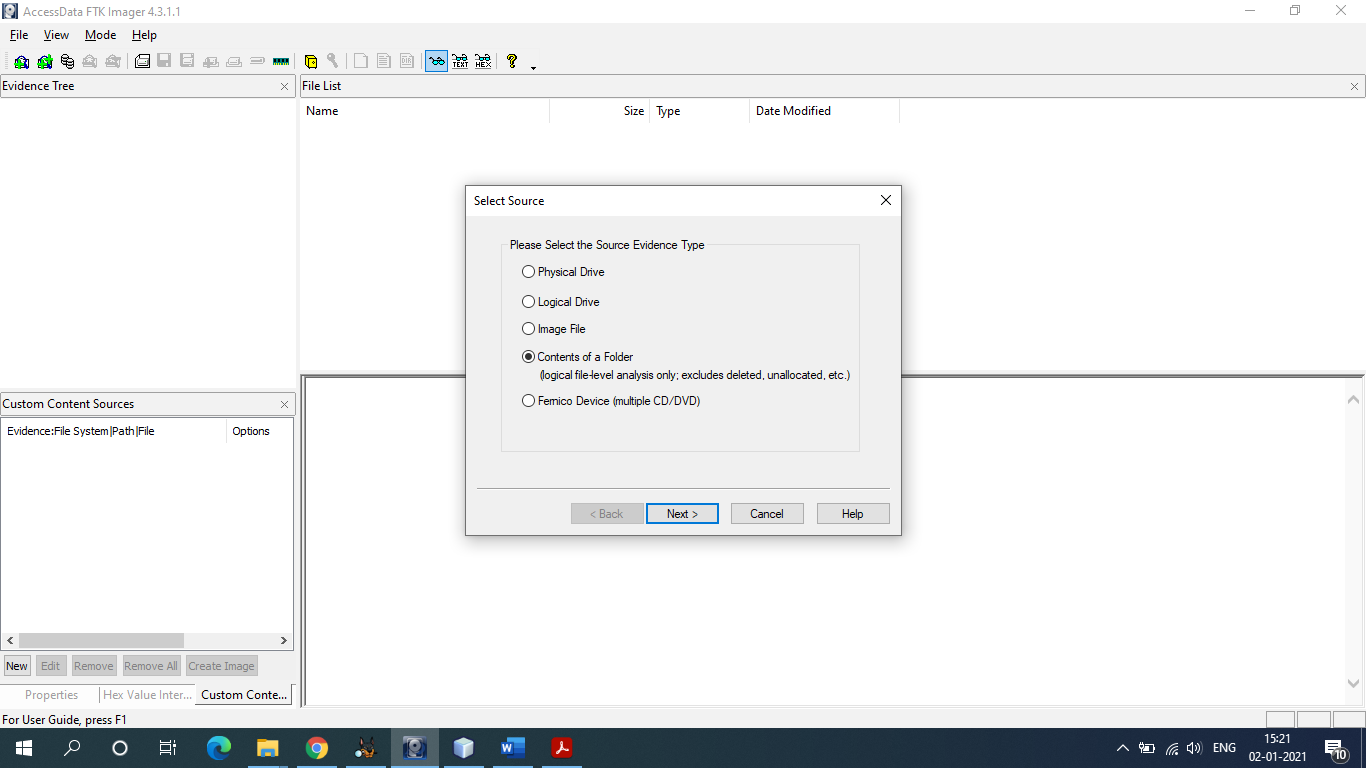 AccessData FTK Imager 4.3.1.1
File View Mode Help
TEXT HEX ?
Evidence Tree
File List
Name Size Type Date Modified
Select Source
Please Select the Source Evidence Type
Physical Drive
Logical Drive
Image File
Contents of a Folder
(logical file-level analysis only; excludes deleted, unallocated, etc.)
Fernico Device (multiple CD/DVD)
< Back Next > Cancel Help
Custom Content Sources
Evidence:File System|Path|File Options
New Edit Remove Remove All Create Image
Properties Hex Value Inter... Custom Conte...
For User Guide, press F1
W
ENG
15:21
02-01-2021
10